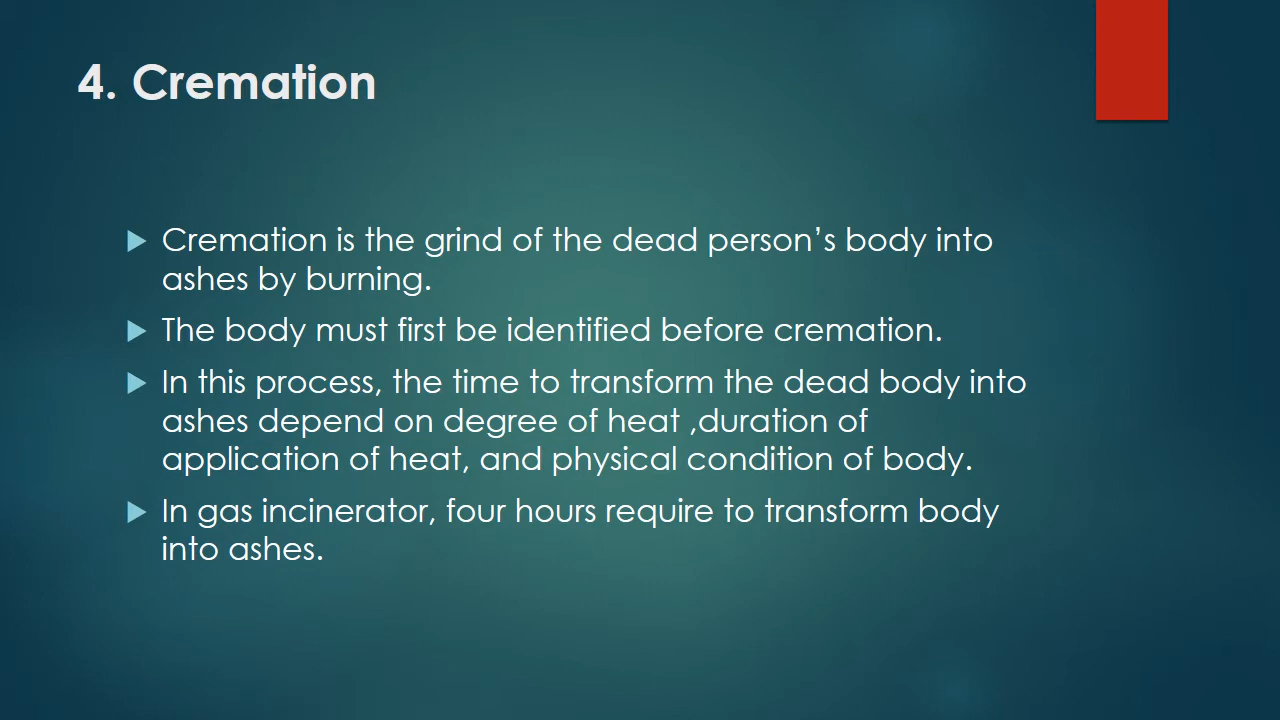 4. Cremation
Cremation is the grind of the dead person’s body into
ashes by burning.
The body must first be identified before cremation.
In this process, the time to transform the dead body into
ashes depend on degree of heat ,duration of
application of heat, and physical condition of body.
In gas incinerator, four hours require to transform body
into ashes.